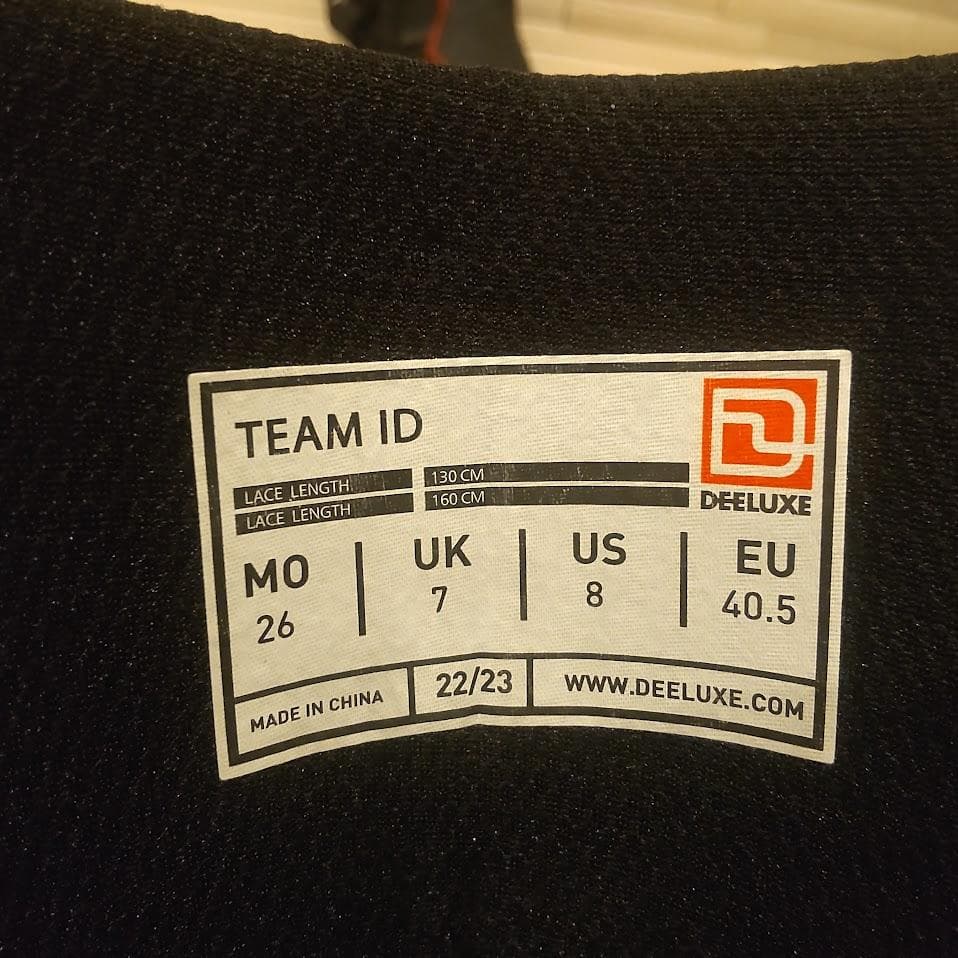 TEAM ID
DEELUXE
LACE LENGTH 130 CM
LACE LENGTH 160 CM
MO UK US EU
26 7 8 40.5
MADE IN CHINA 22/23 WWW.DEELUXE.COM